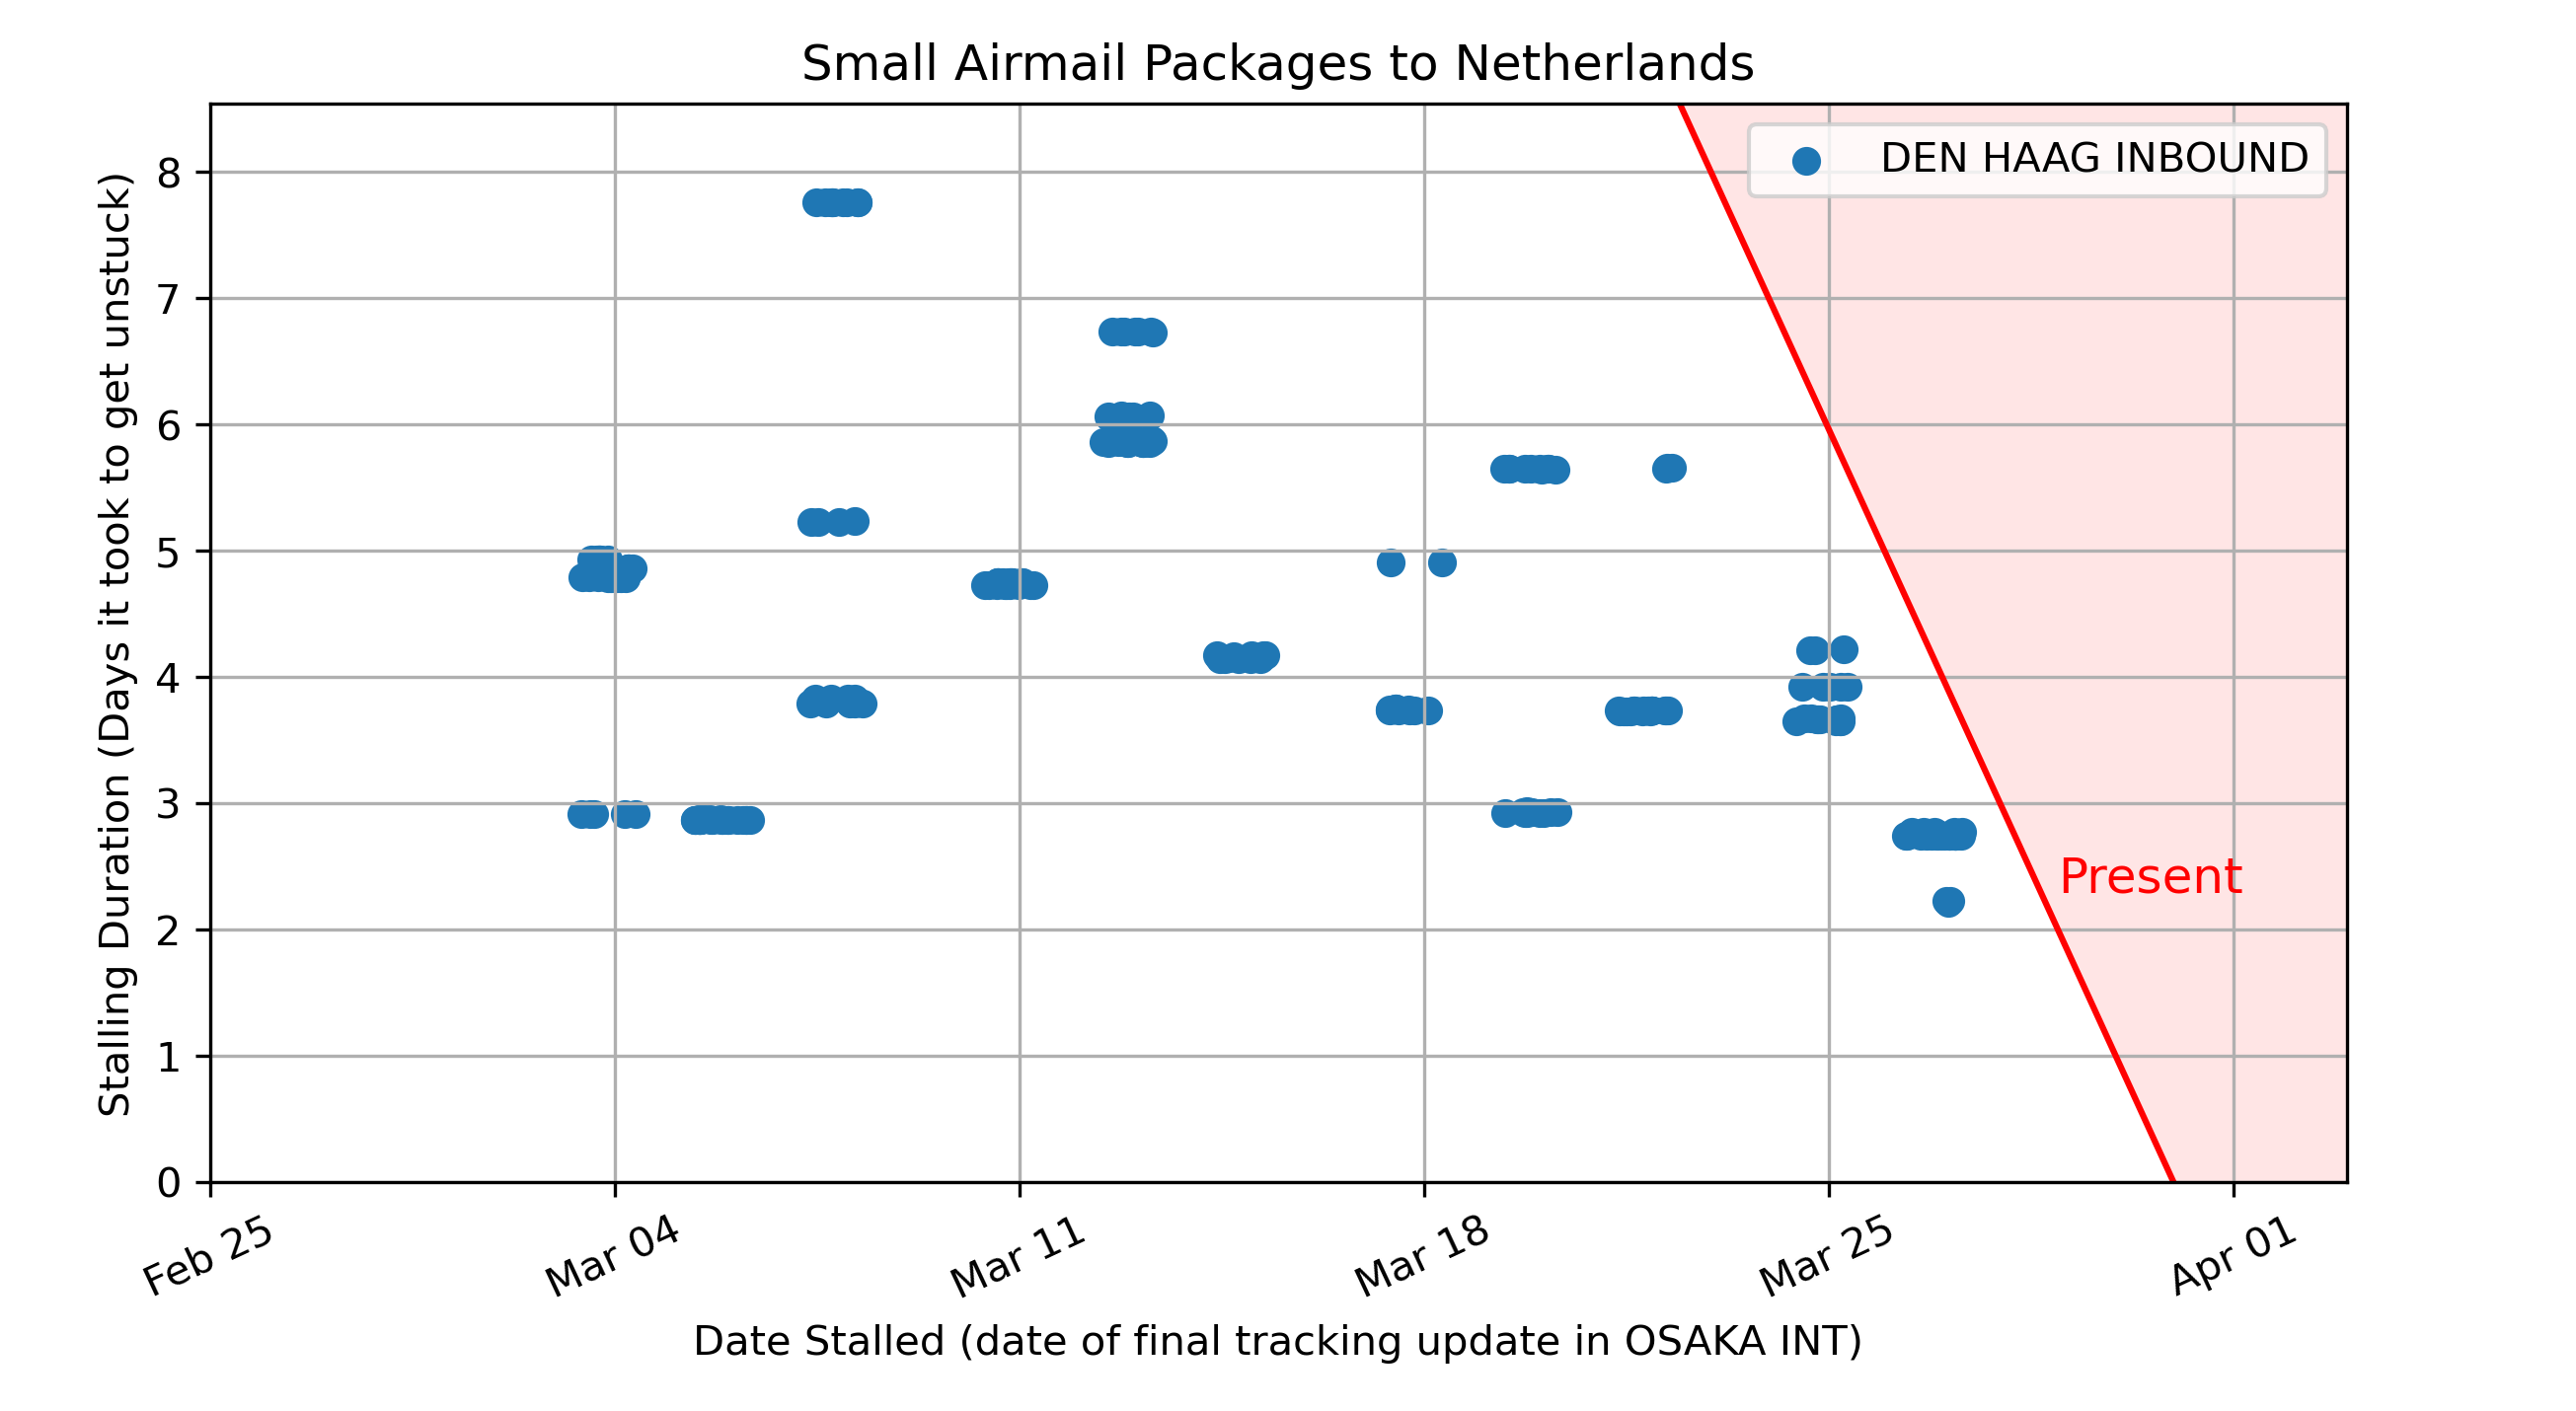 Small Airmail Packages to Netherlands
DEN HAAG INBOUND
Stalling Duration (Days it took to get unstuck)
8
7
6
5
4
3
2
1
0
Present
Feb 25
Mar 04
Mar 11
Mar 18
Mar 25
Apr 01
Date Stalled (date of final tracking update in OSAKA INT)